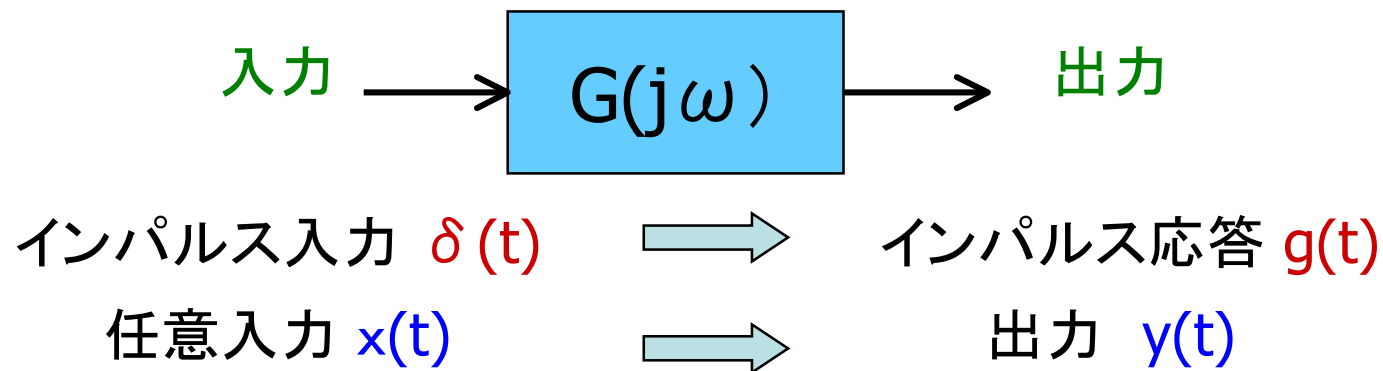 入力 G(jω） 出力
インパルス入力 δ(t) インパルス応答 g(t)
任意入力 x(t) 出力 y(t)